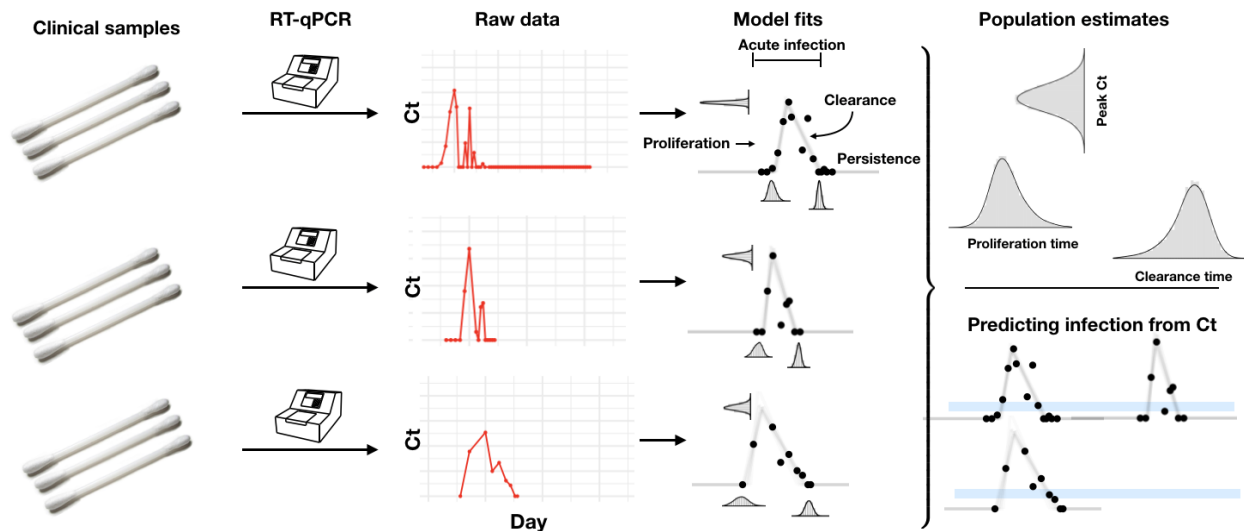 Clinical samples
RT-qPCR
Raw data
Model fits
Population estimates
Acute infection
Ct
Clearance
Proliferation
Persistence
Peak Ct
Proliferation time
Clearance time
Ct
Predicting infection from Ct
Ct
Day